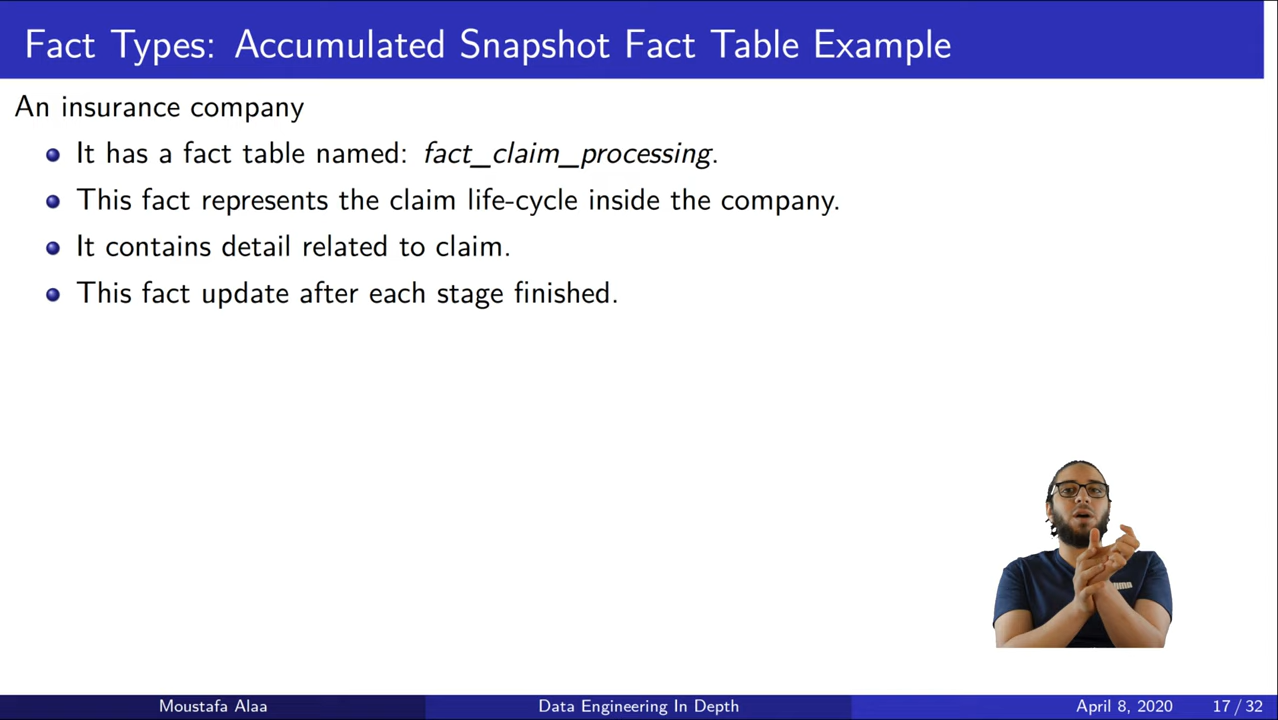 Fact Types: Accumulated Snapshot Fact Table Example
An insurance company
It has a fact table named: fact_claim_processing.
This fact represents the claim life-cycle inside the company.
It contains detail related to claim.
This fact update after each stage finished.
Moustafa Alaa
Data Engineering In Depth
April 8, 2020
17 / 32